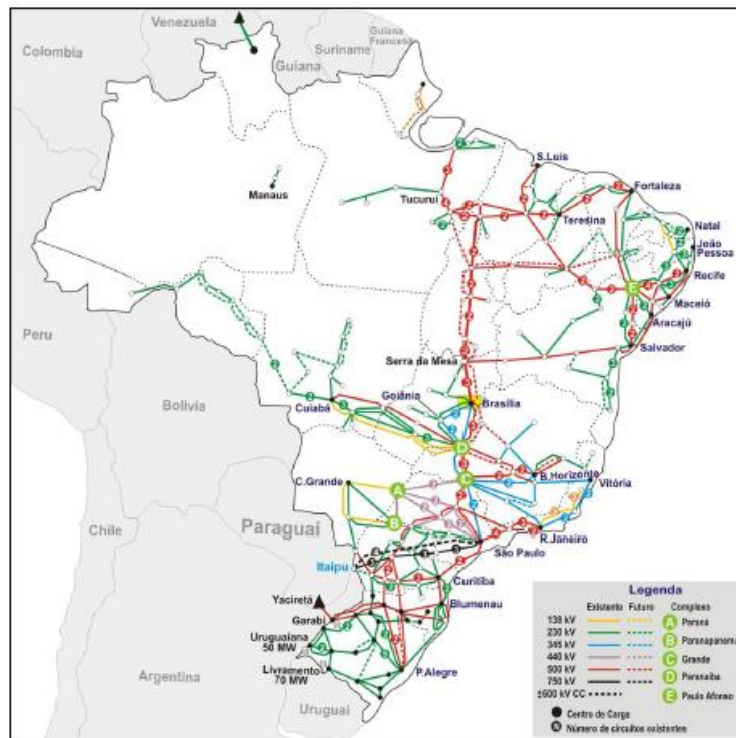 Venezuela
Colombia
Guiana
Suriname
Guiana
Francesa
Manaus
Tucuruí
S.Luis
Fortaleza
Teresina
Natal
João
Pessoa
Recife
Maceió
Aracajú
Salvador
E
Peru
Serra da Mesa
Bolívia
Cuiabá
Goiânia
Brasília
D
C.Grande
A
C
B.Horizonte
Vitória
B
Chile
Paraguai
R.Janeiro
São Paulo
Itaipu
Curitiba
Yaciretá
Blumenau
Garabi
Uruguaiana
50 MW
Livramento
70 MW
P.Alegre
Argentina
Uruguai
Legenda
Existente Futuro Complexo
138 kV A Paraná
230 kV B Paranapanema
345 kV C Grande
440 kV D Paranaíba
500 kV E Paulo Afonso
750 kV
±600 kV CC
Centro de Carga
N Número de circuitos existentes